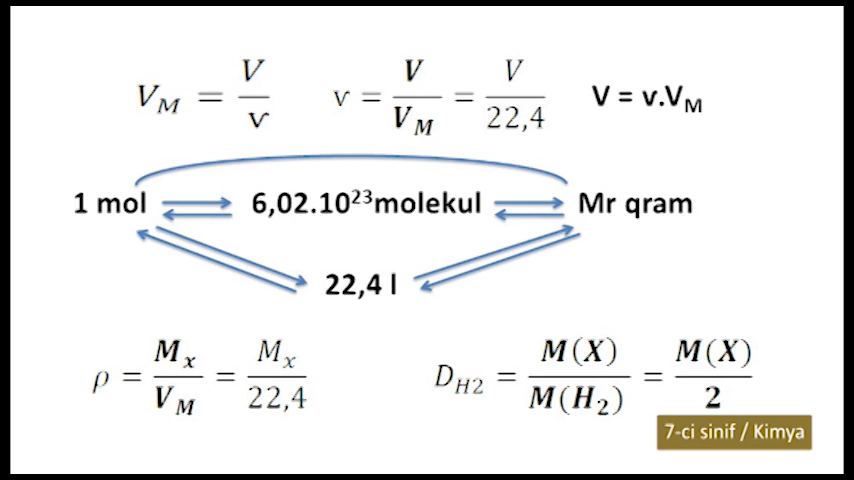 V_M = V/ν    ν = V/V_M = V/22,4    V = ν.V_M
1 mol 6,02.10²³molekul Mr qram
22,4 l
ρ = M_x/V_M = M_x/22,4    D_H2 = M(X)/M(H₂) = M(X)/2
7-ci sinif / Kimya